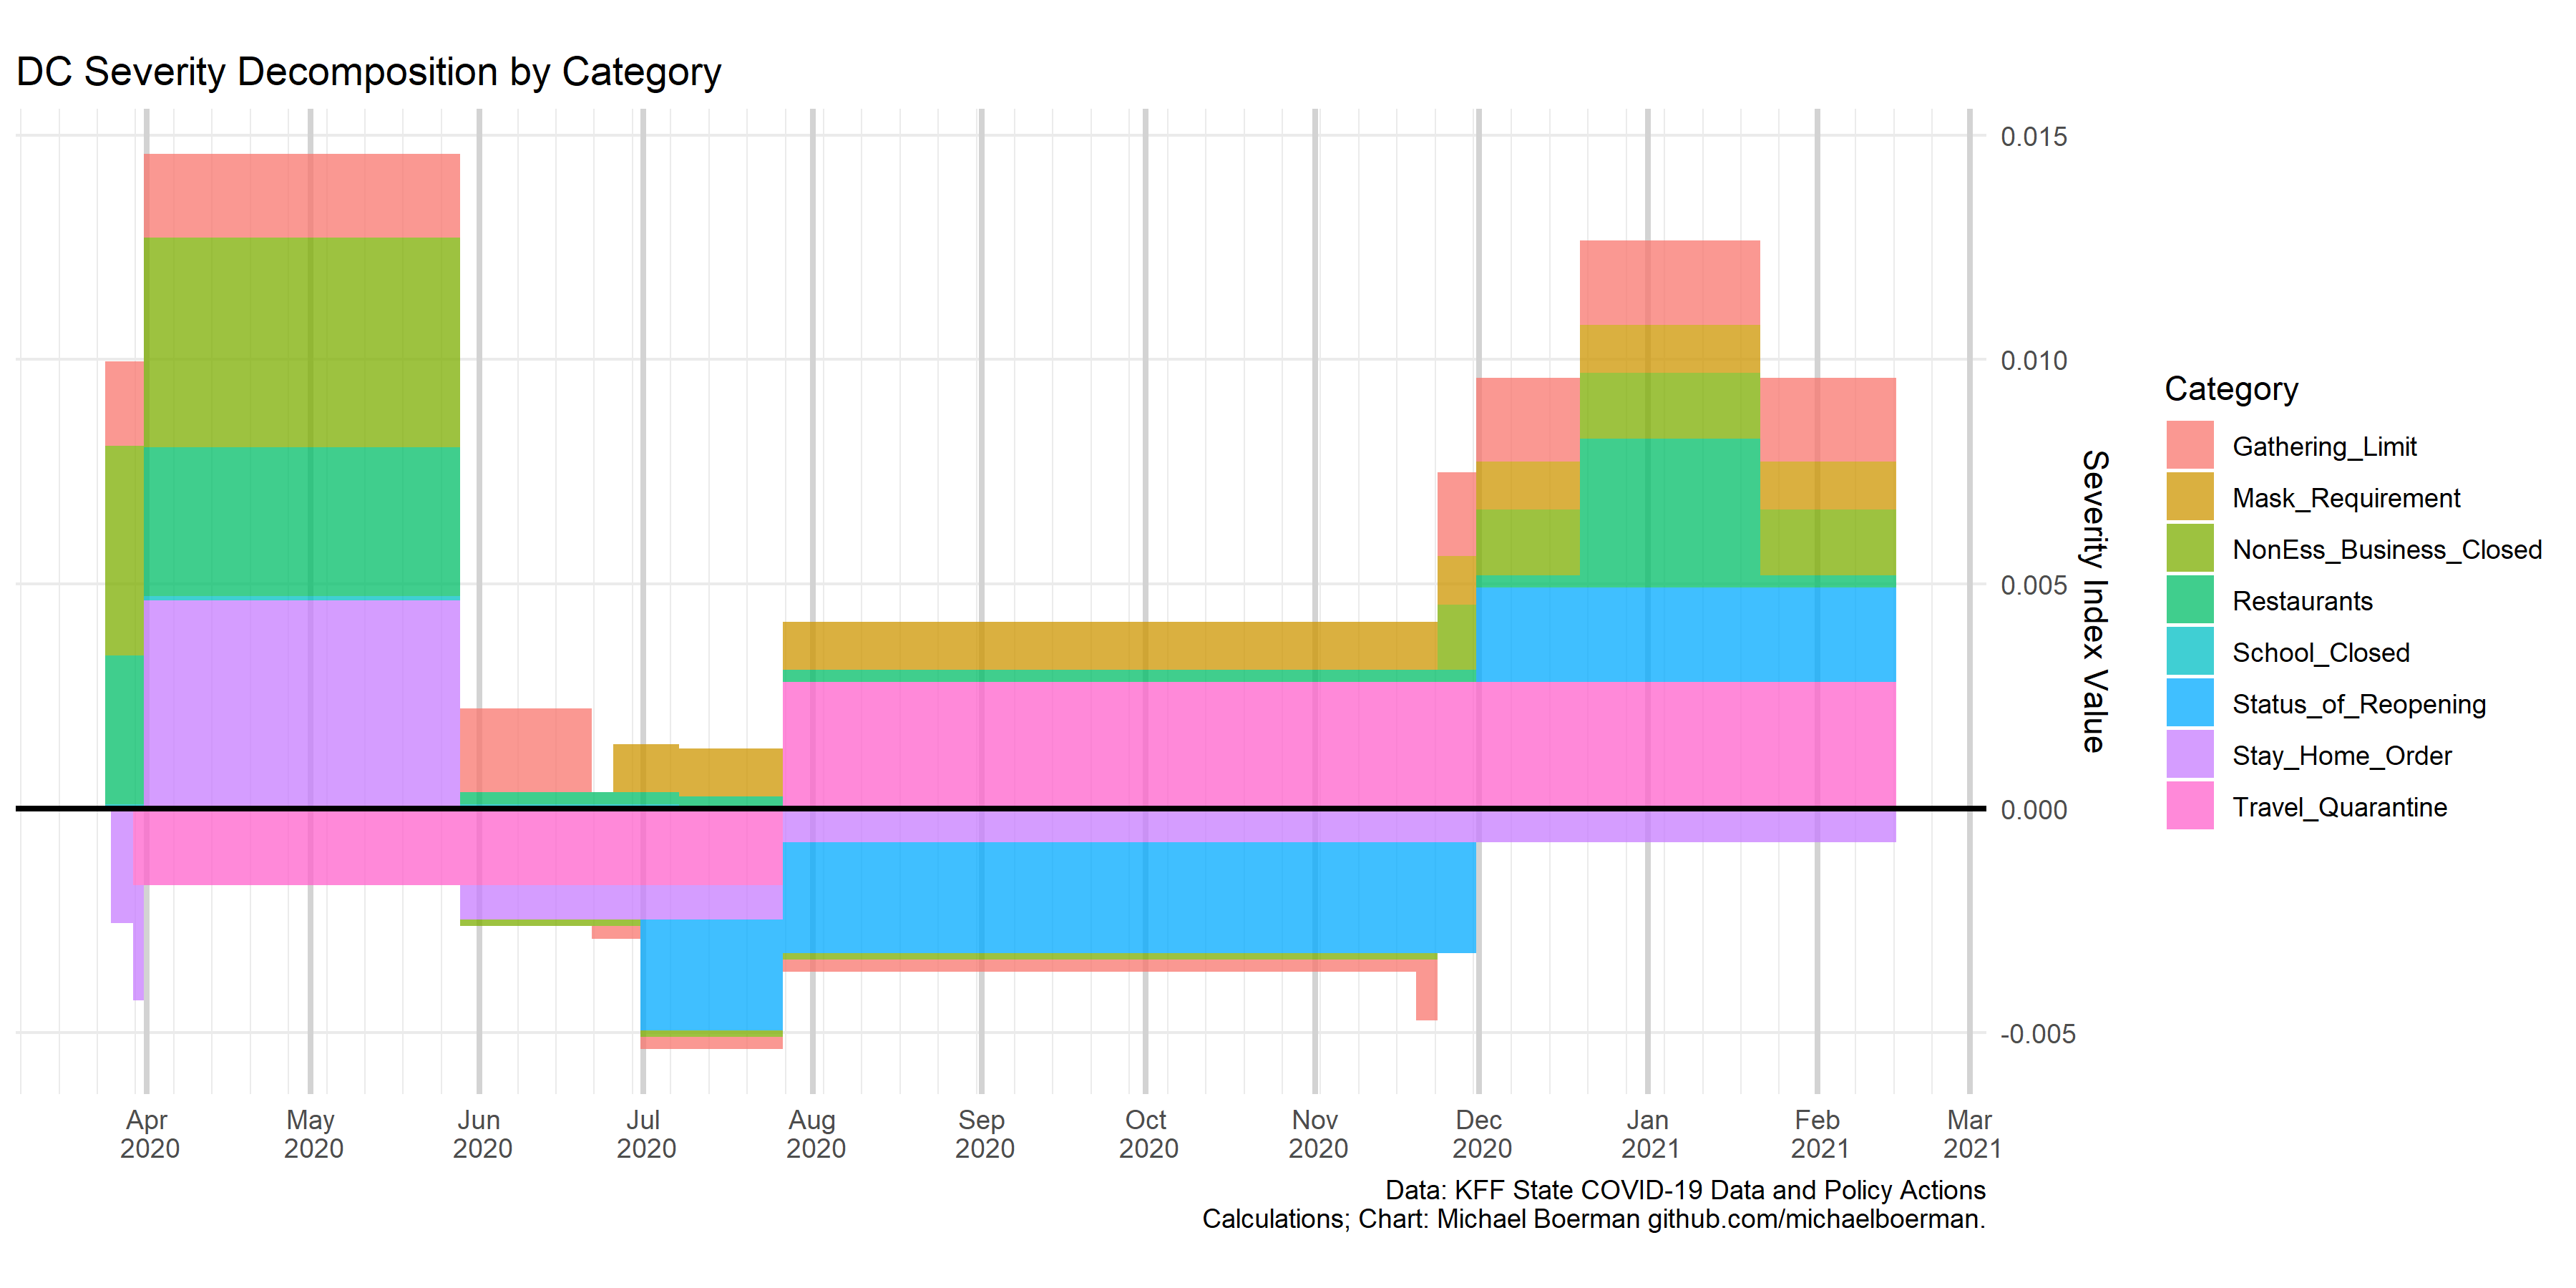 DC Severity Decomposition by Category
0.015
0.010
0.005
0.000
-0.005
Severity Index Value
Apr
2020
May
2020
Jun
2020
Jul
2020
Aug
2020
Sep
2020
Oct
2020
Nov
2020
Dec
2020
Jan
2021
Feb
2021
Mar
2021
Category
Gathering_Limit
Mask_Requirement
NonEss_Business_Closed
Restaurants
School_Closed
Status_of_Reopening
Stay_Home_Order
Travel_Quarantine
Data: KFF State COVID-19 Data and Policy Actions
Calculations; Chart: Michael Boerman github.com/michaelboerman.